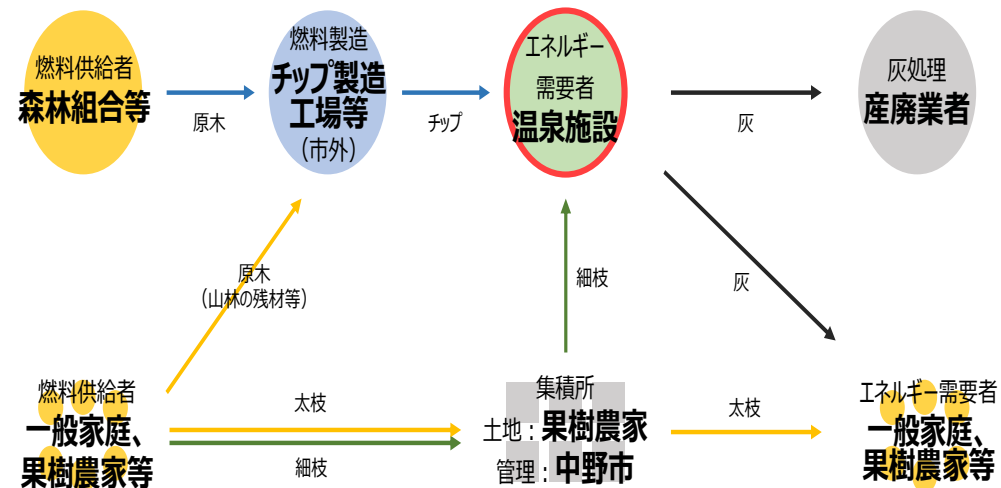 燃料供給者
森林組合等
原木
燃料製造
チップ製造
工場等
（市外）
チップ
エネルギー
需要者
温泉施設
灰
灰処理
産廃業者
原木
（山林の残材等）
細枝
灰
燃料供給者
一般家庭、
果樹農家等
太枝
細枝
集積所
土地：果樹農家
管理：中野市
太枝
エネルギー需要者
一般家庭、
果樹農家等